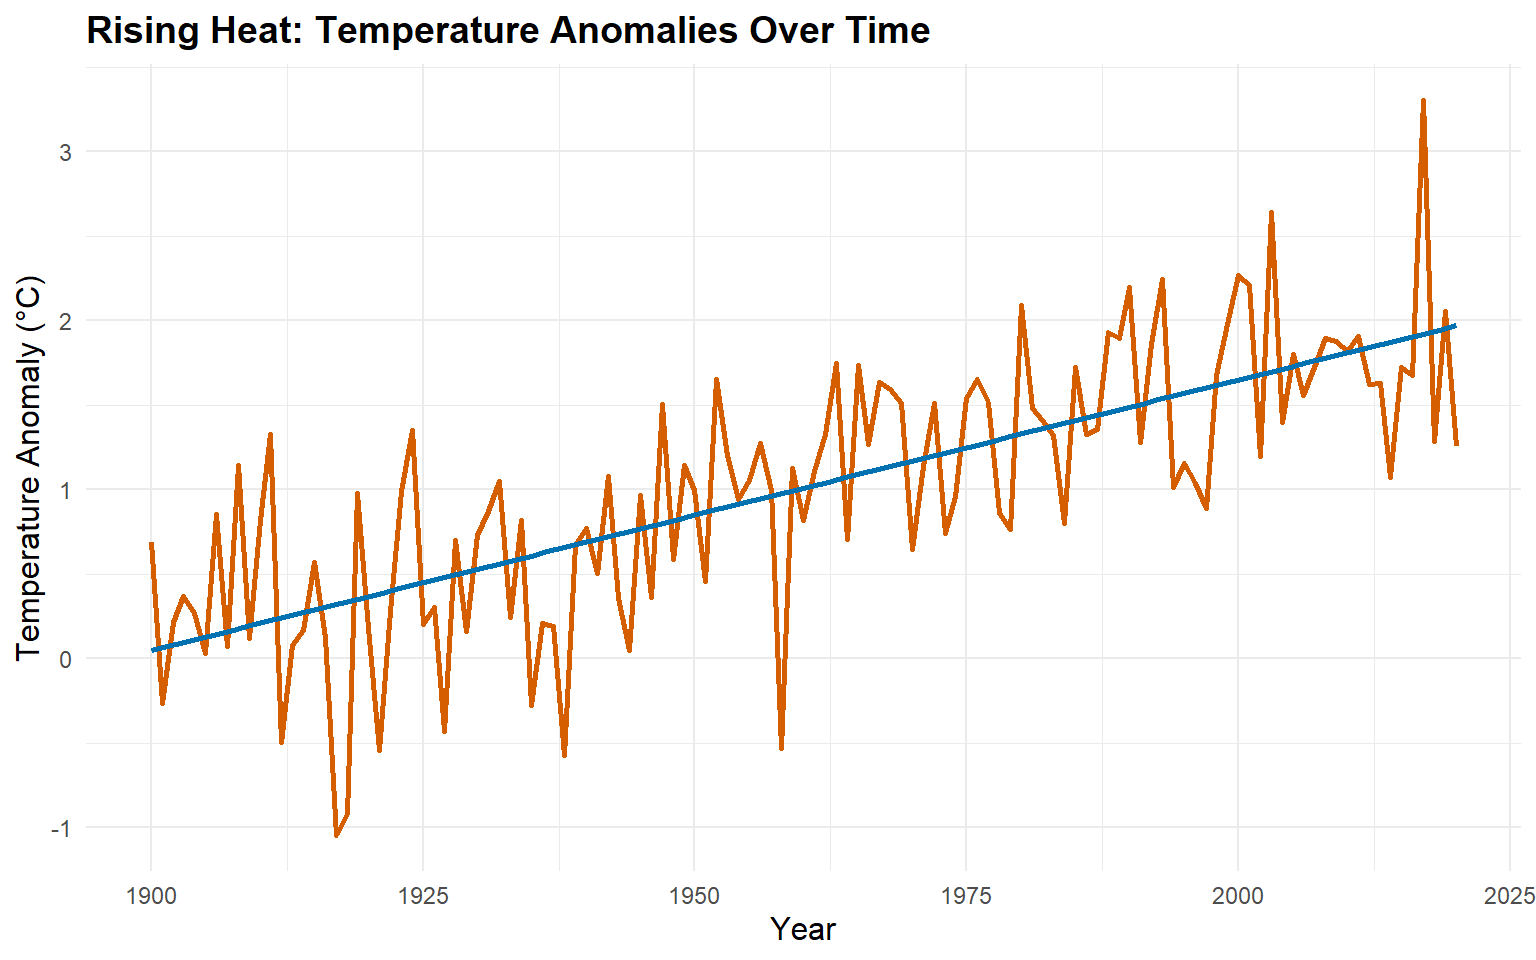 Rising Heat: Temperature Anomalies Over Time
Temperature Anomaly (°C)
3
2
1
0
-1
1900 1925 1950 1975 2000 2025
Year